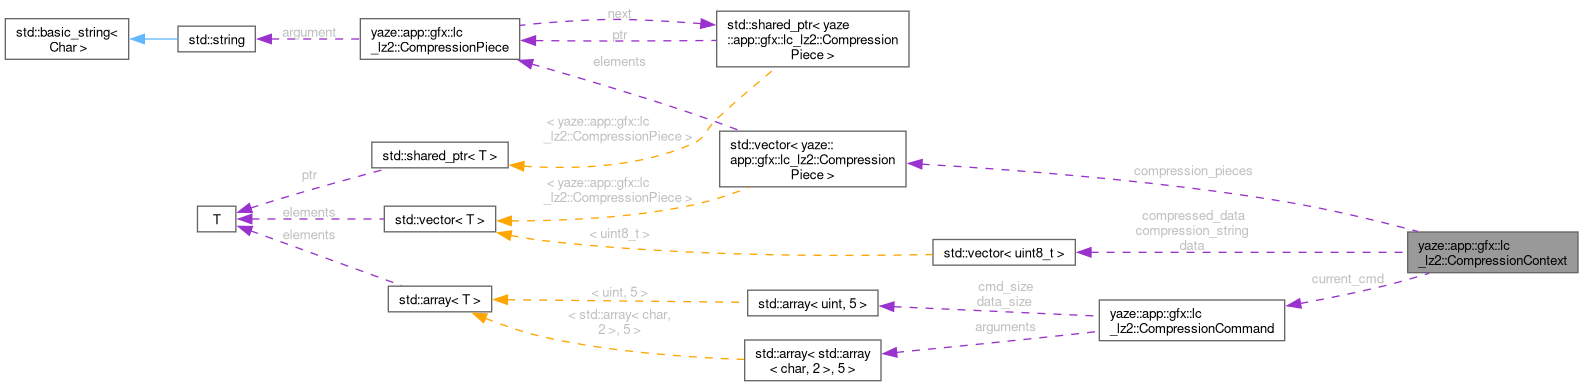 std::basic_string<
Char >
std::string
argument
yaze::app::gfx::lc
_lz2::CompressionPiece
next
ptr
elements
std::shared_ptr< yaze
::app::gfx::lc_lz2::Compression
Piece >
< yaze::app::gfx::lc
_lz2::CompressionPiece >
std::shared_ptr< T >
std::vector< yaze::
app::gfx::lc_lz2::Compression
Piece >
ptr
< yaze::app::gfx::lc
_lz2::CompressionPiece >
compression_pieces
T
elements
std::vector< T >
elements
< uint8_t >
std::vector< uint8_t >
compressed_data
compression_string
data
yaze::app::gfx::lc
_lz2::CompressionContext
current_cmd
std::array< T >
< uint, 5 >
std::array< uint, 5 >
cmd_size
data_size
yaze::app::gfx::lc
_lz2::CompressionCommand
< std::array< char,
2 >, 5 >
arguments
std::array< std::array
< char, 2 >, 5 >